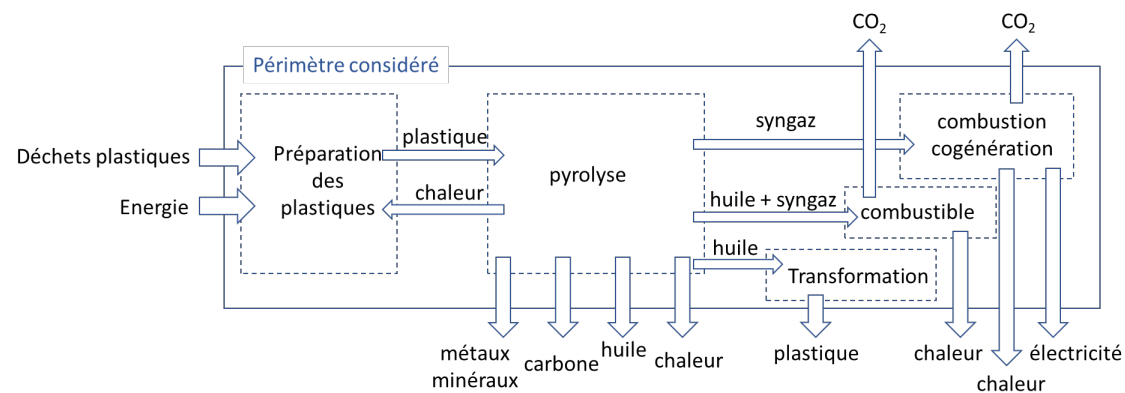 CO₂
CO₂
Périmètre considéré
Déchets plastiques
Energie
Préparation
des
plastiques
plastique
chaleur
pyrolyse
syngaz
combustion
cogénération
huile + syngaz
combustible
huile
Transformation
métaux
minéraux
carbone
huile
chaleur
plastique
chaleur
chaleur
électricité